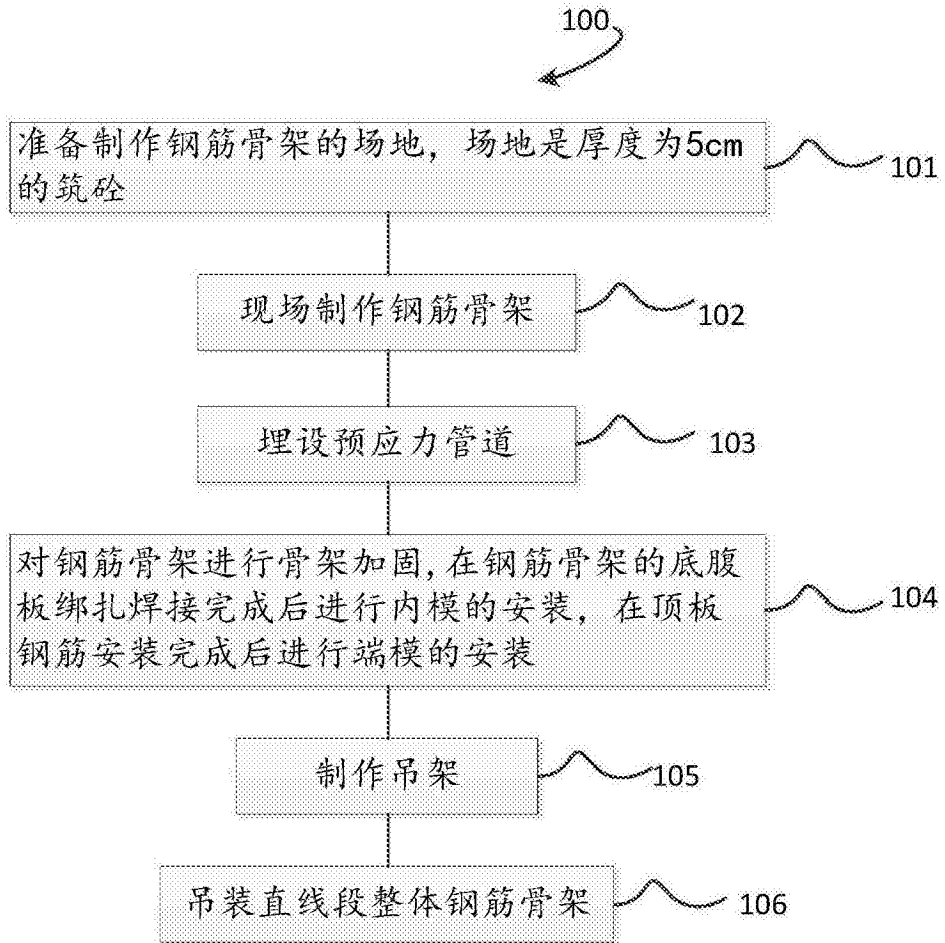 100
准备制作钢筋骨架的场地，场地是厚度为5cm
的筑砼
101
现场制作钢筋骨架
102
埋设预应力管道
103
对钢筋骨架进行骨架加固,在钢筋骨架的底腹
板绑扎焊接完成后进行内模的安装，在顶板
钢筋安装完成后进行端模的安装
104
制作吊架
105
吊装直线段整体钢筋骨架
106